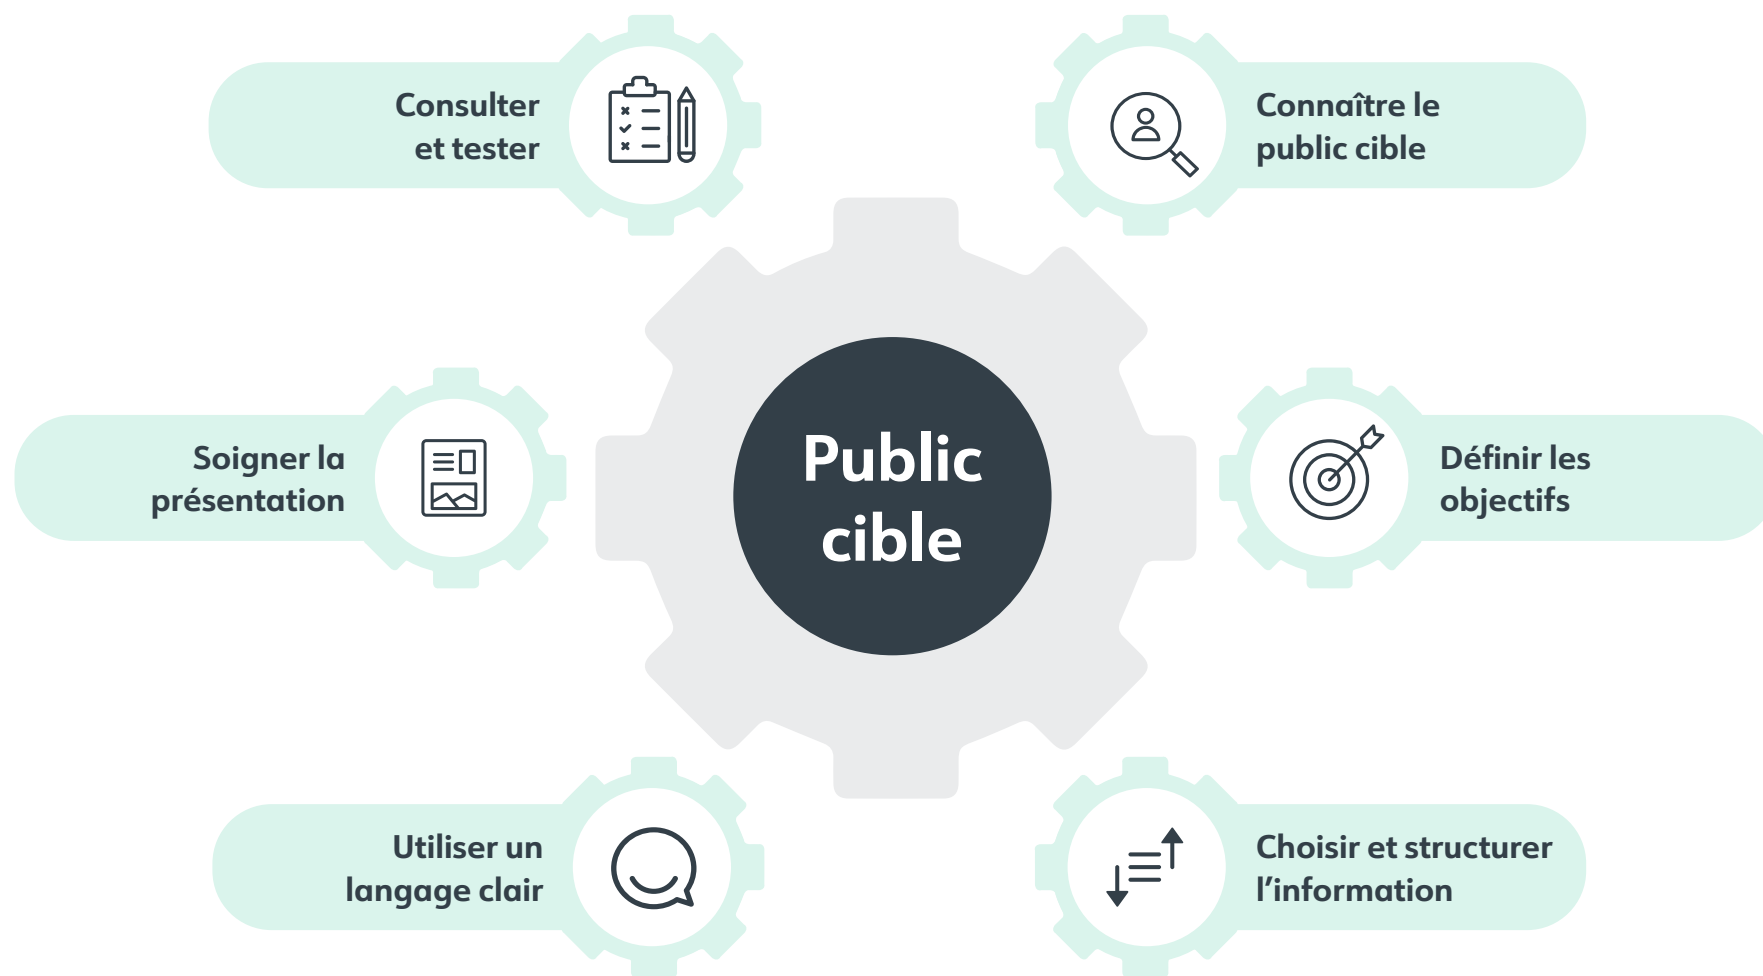 Consulter
et tester
Connaître le
public cible
Public
cible
Soigner la
présentation
Définir les
objectifs
Utiliser un
langage clair
Choisir et structurer
l’information